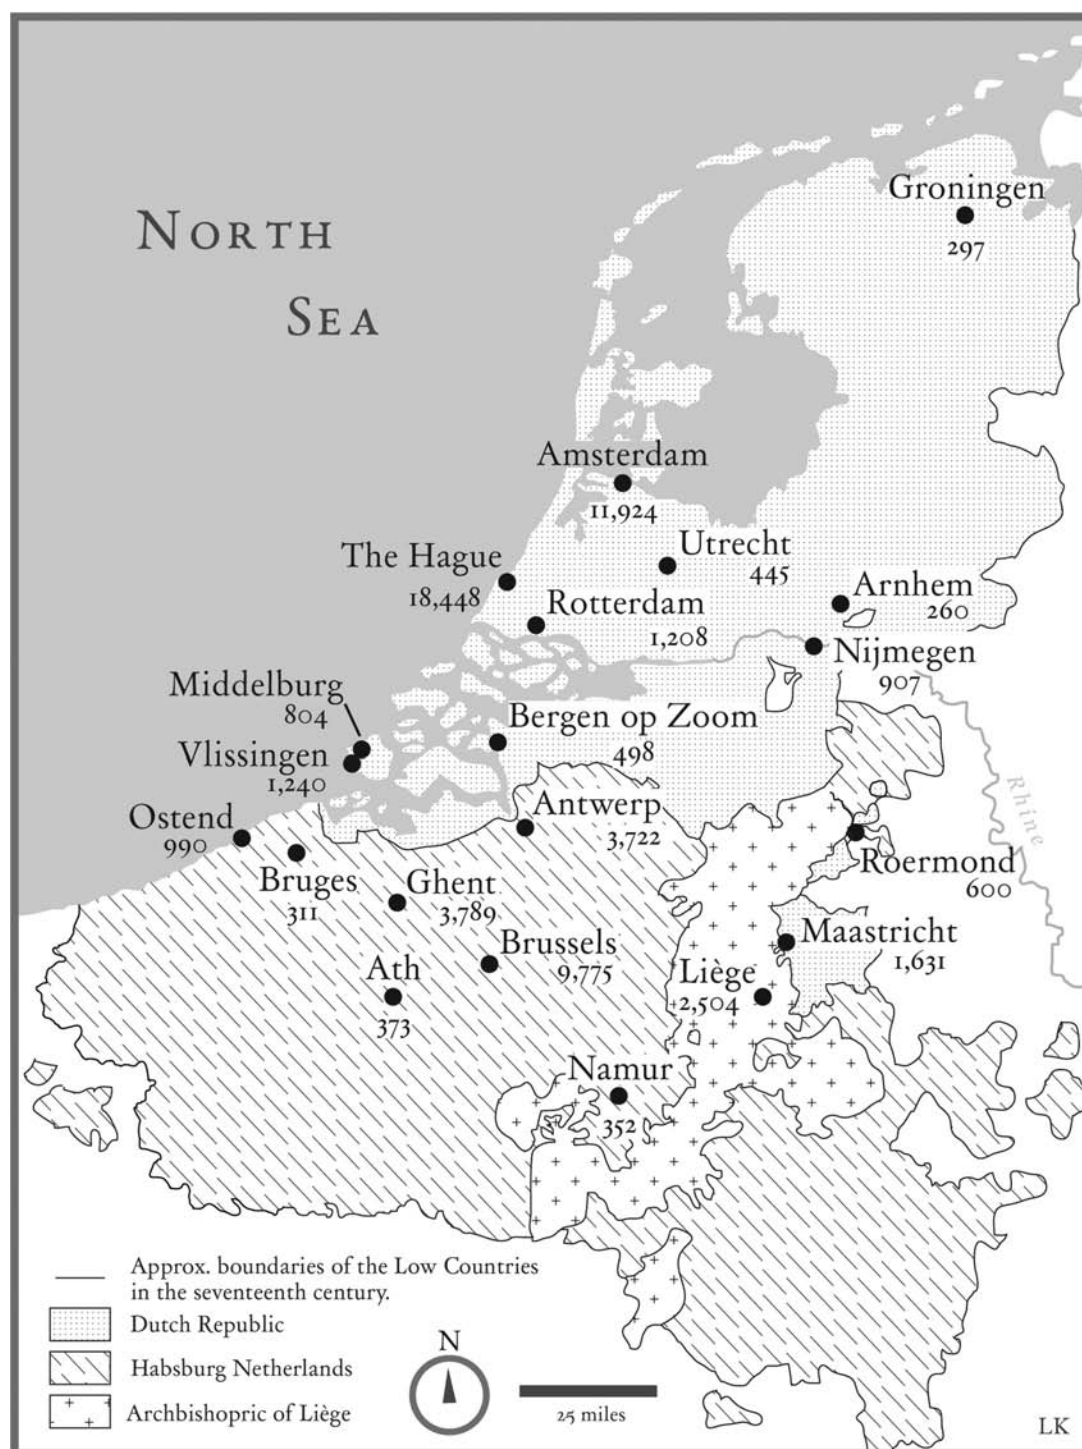 Groningen
297
NORTH
SEA
Amsterdam
11,924
Utrecht
445
The Hague
18,448
Arnhem
260
Rotterdam
1,208
Nijmegen
907
Middelburg
804
Bergen op Zoom
498
Vlissingen
1,240
Rhine
Ostend
990
Antwerp
3,722
Roermond
600
Bruges
311
Ghent
3,789
Maastricht
1,631
Brussels
9,775
Ath
373
Liège
2,504
Namur
352
Approx. boundaries of the Low Countries
in the seventeenth century.
Dutch Republic
Habsburg Netherlands
Archbishopric of Liège
N
25 miles
LK